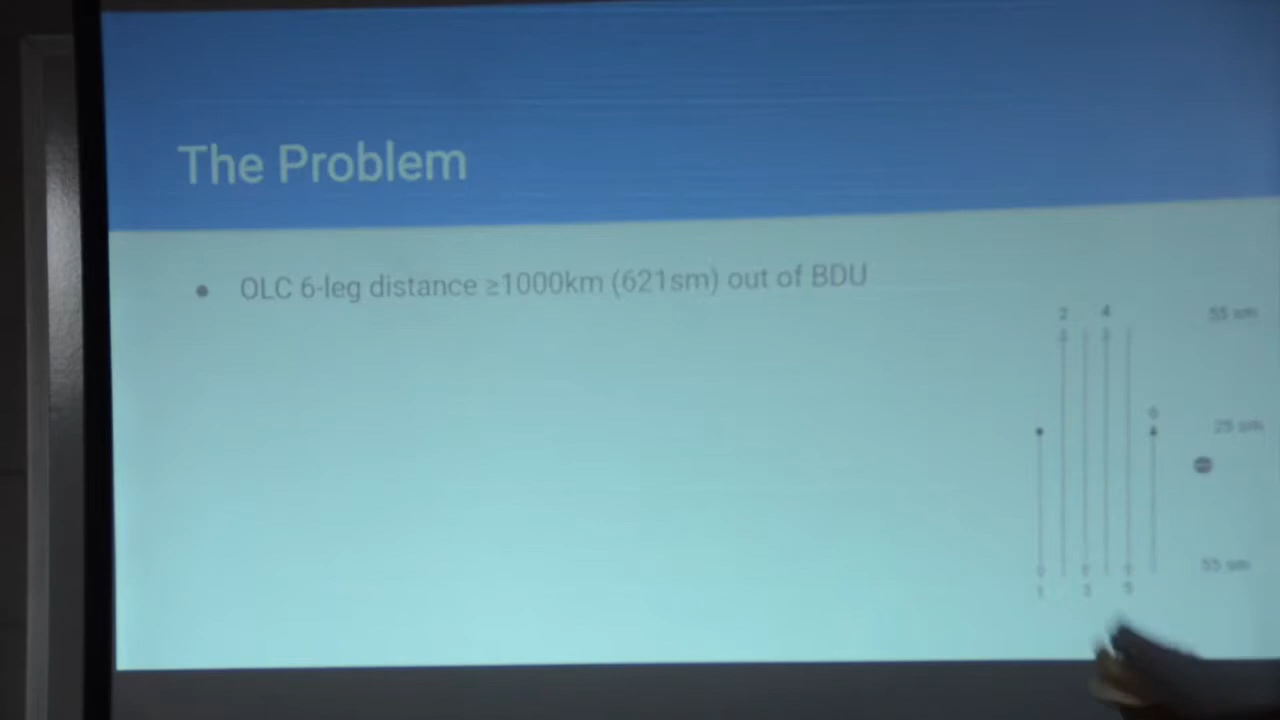 The Problem
• OLC 6-leg distance ≥1000km (621sm) out of BDU
2 4 55 sm
6
25 sm
55 sm
1 3 5